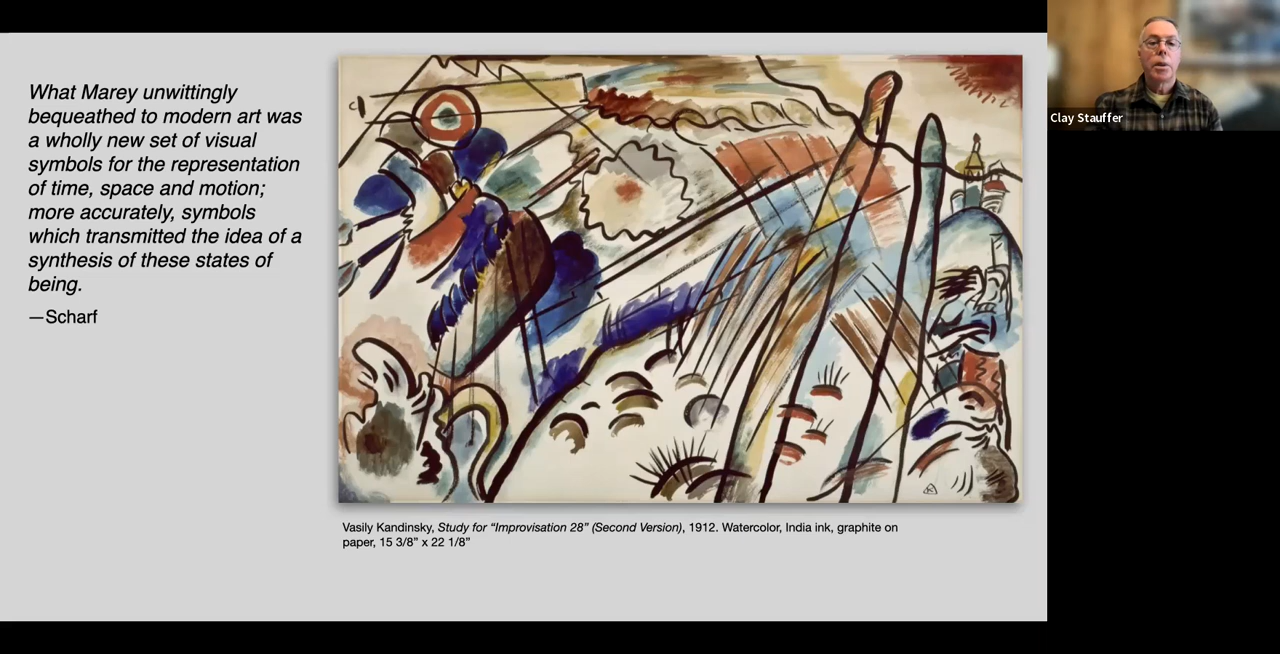 What Marey unwittingly
bequeathed to modern art was
a wholly new set of visual
symbols for the representation
of time, space and motion;
more accurately, symbols
which transmitted the idea of a
synthesis of these states of
being.
—Scharf
Vasily Kandinsky, Study for “Improvisation 28” (Second Version), 1912. Watercolor, India ink, graphite on
paper, 15 3/8” x 22 1/8”
Clay Stauffer
K